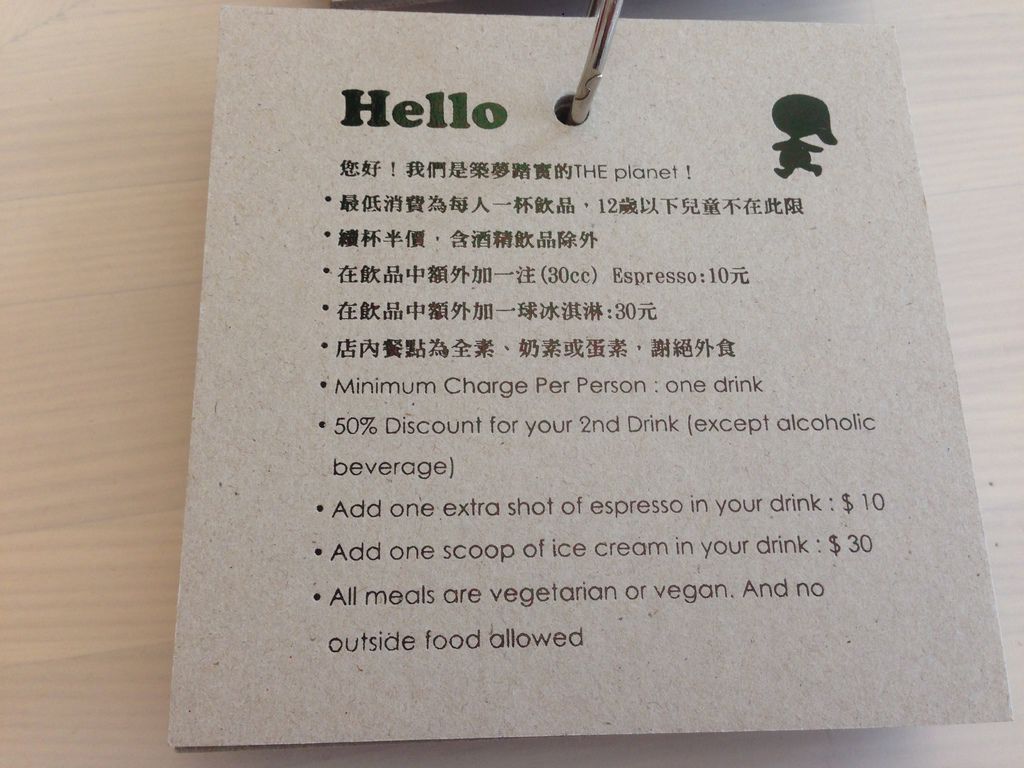 Hello
您好！我們是築夢踏實的THE planet！
•最低消費為每人一杯飲品，12歲以下兒童不在此限
•續杯半價，含酒精飲品除外
•在飲品中額外加一注(30cc) Espresso:10元
•在飲品中額外加一球冰淇淋:30元
•店內餐點為全素、奶素或蛋素，謝絕外食
•Minimum Charge Per Person : one drink
•50% Discount for your 2nd Drink (except alcoholic
beverage)
•Add one extra shot of espresso in your drink : $ 10
•Add one scoop of ice cream in your drink : $ 30
•All meals are vegetarian or vegan. And no
outside food allowed